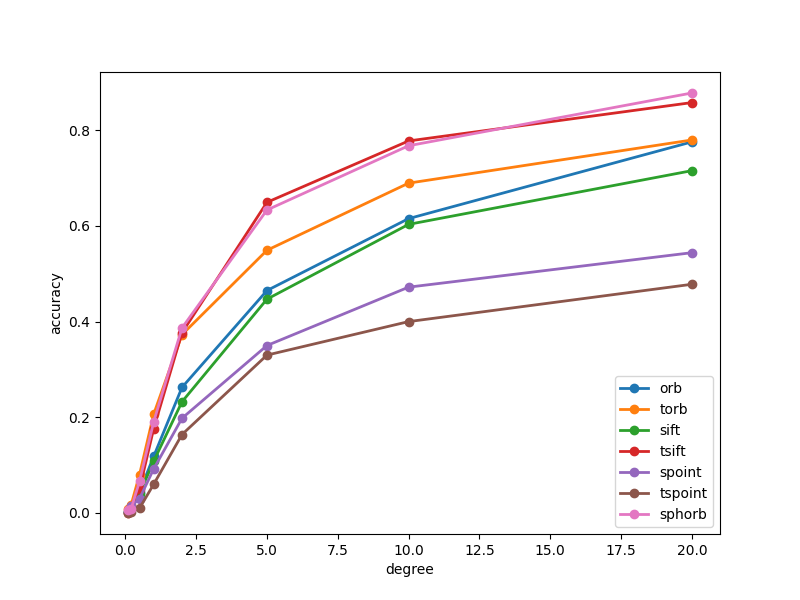 accuracy
0.8
0.6
0.4
0.2
0.0
0.0 2.5 5.0 7.5 10.0 12.5 15.0 17.5 20.0
degree
orb
torb
sift
tsift
spoint
tspoint
sphorb